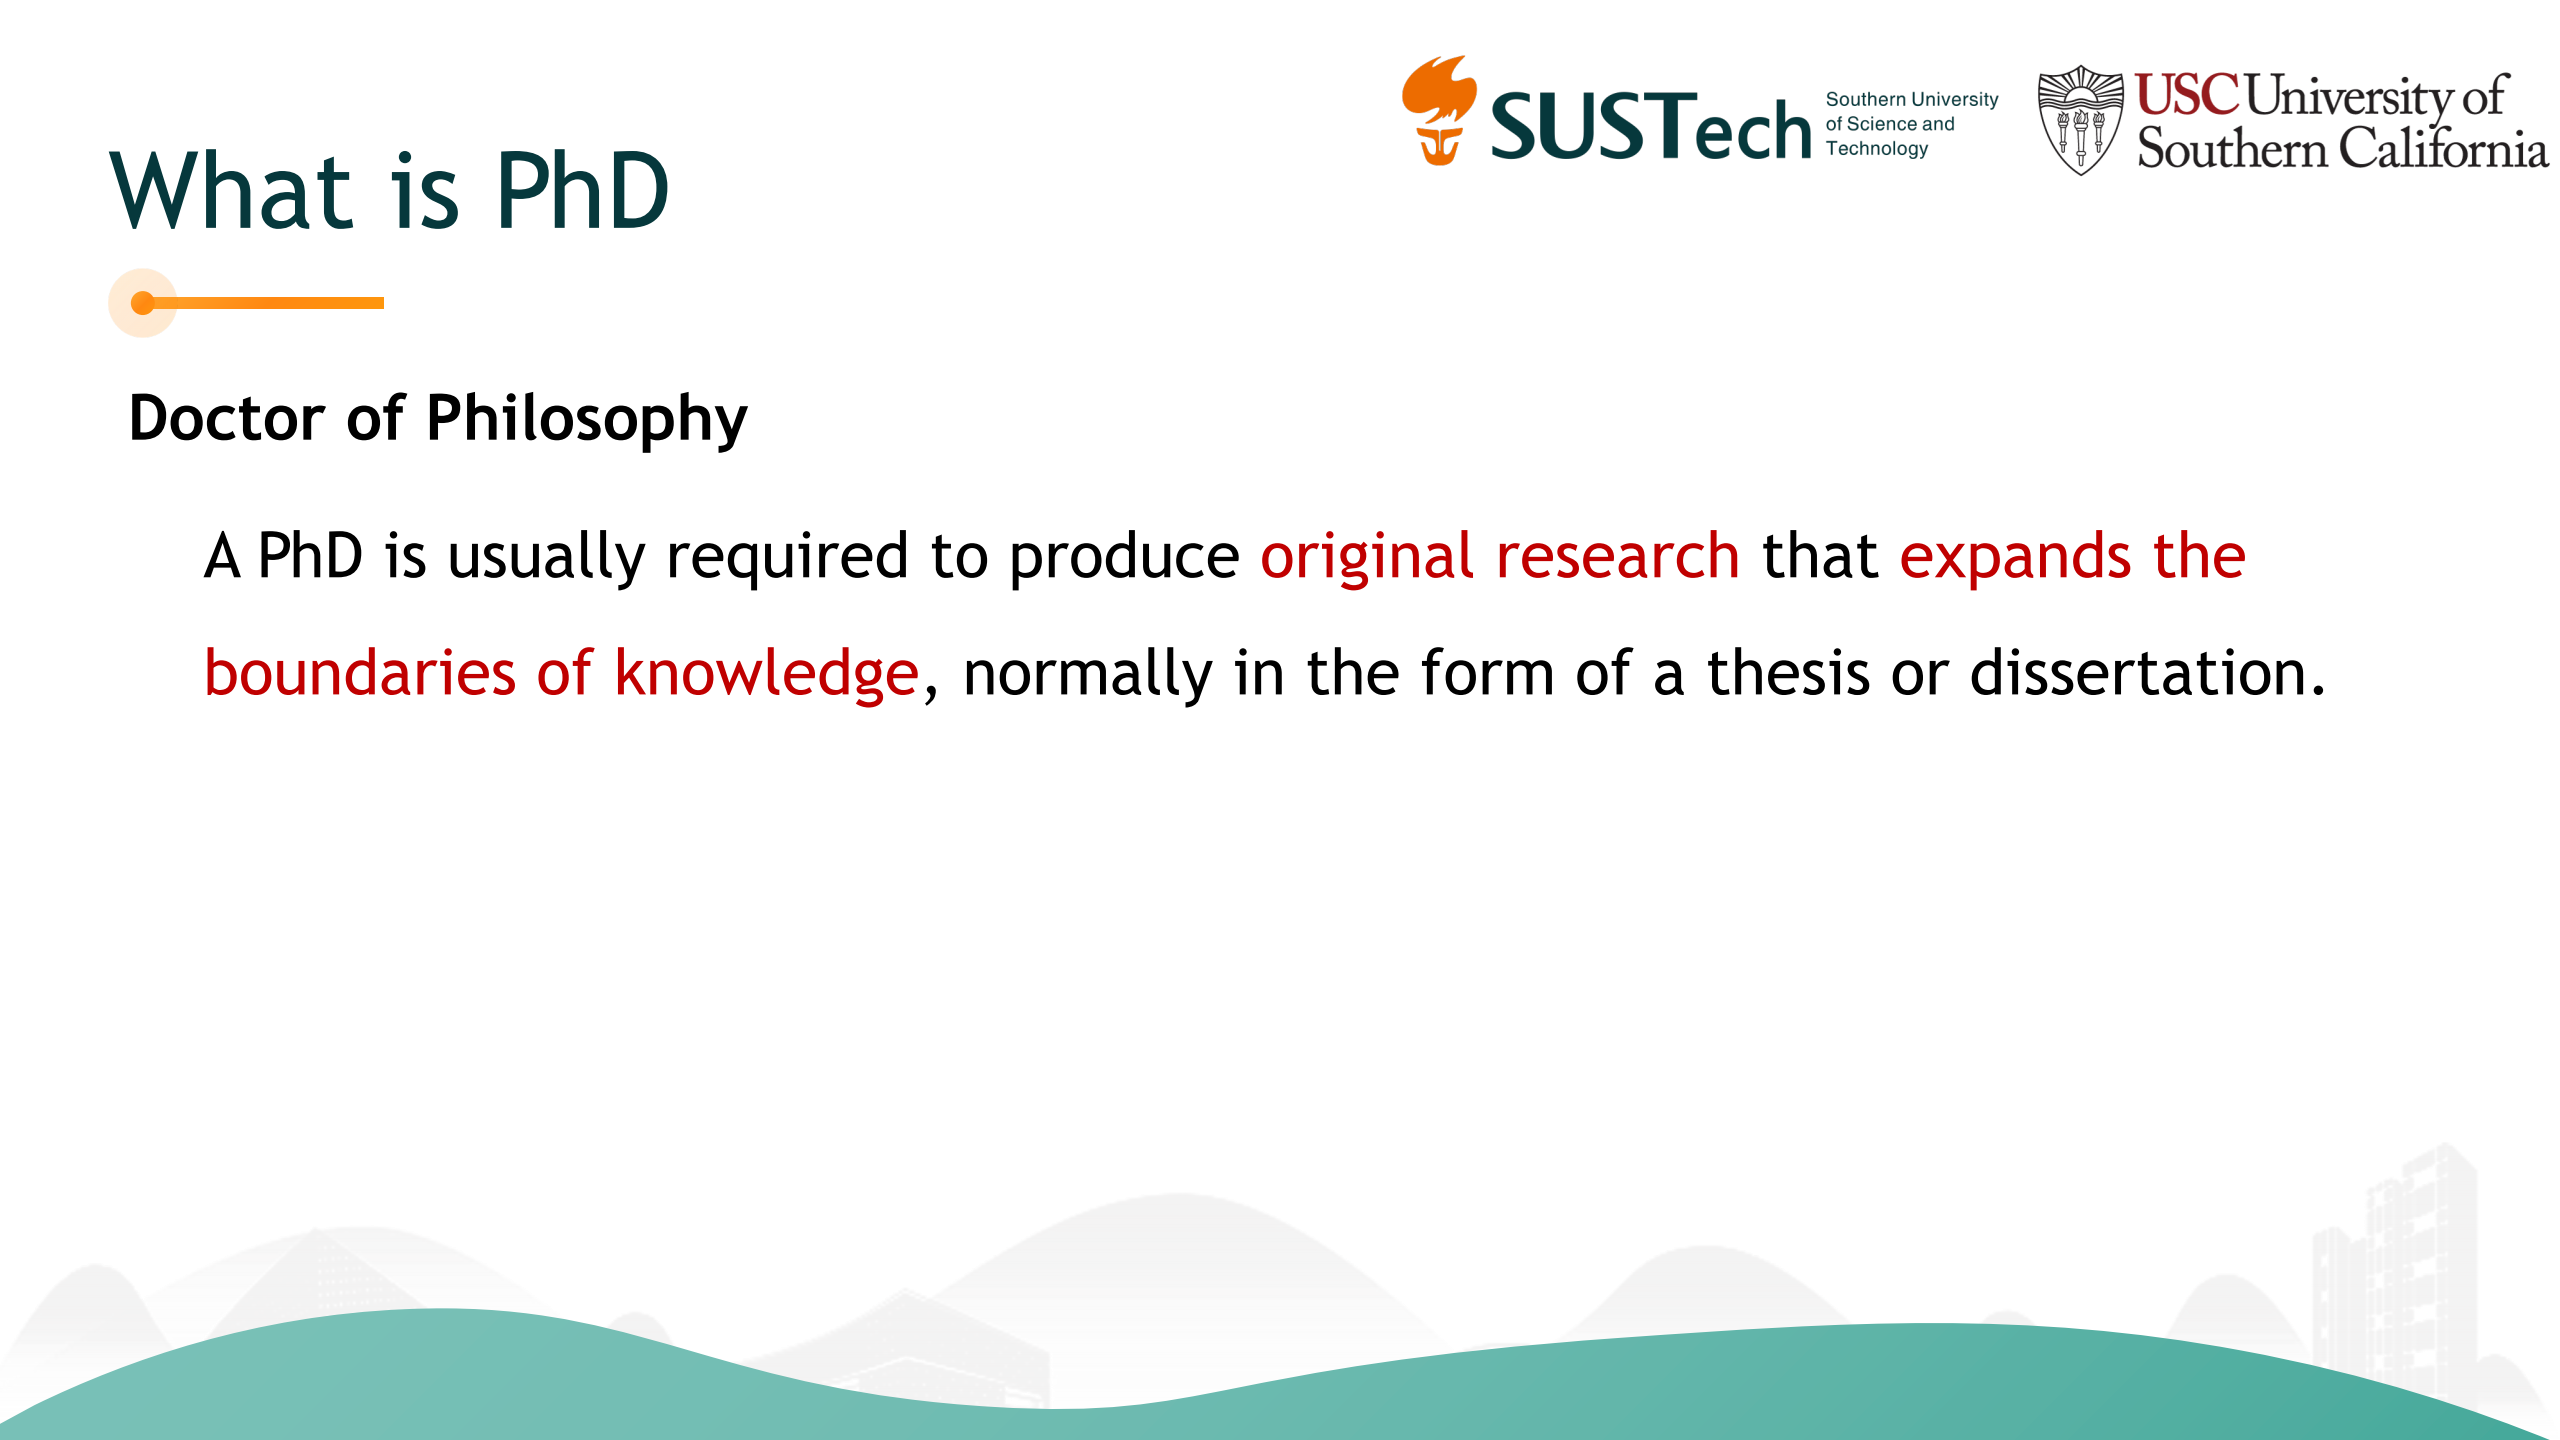 SUSTech
Southern University
of Science and
Technology
USC University of
Southern California
What is PhD
Doctor of Philosophy
A PhD is usually required to produce original research that expands the
boundaries of knowledge, normally in the form of a thesis or dissertation.